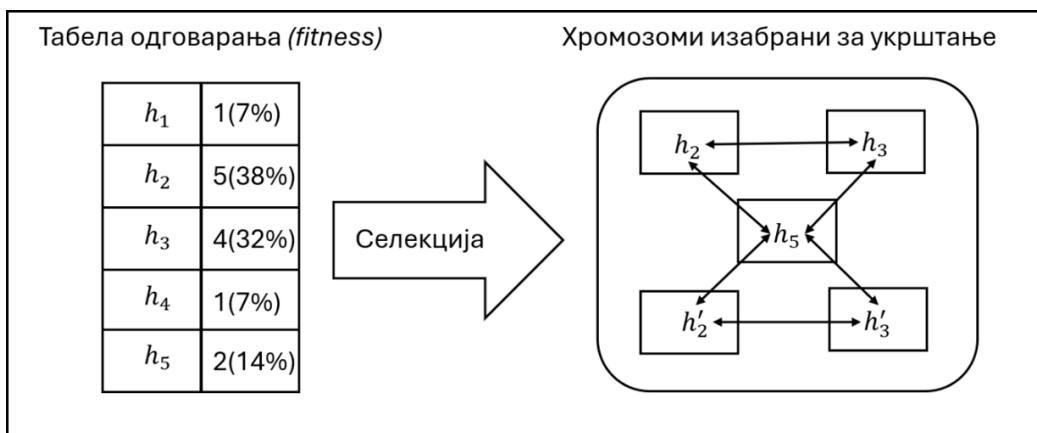 Табела одговарања (fitness)
h₁ 1(7%)
h₂ 5(38%)
h₃ 4(32%)
h₄ 1(7%)
h₅ 2(14%)
Селекција
Хромозоми изабрани за укрштање
h₂ h₃
h₅
h′₂ h′₃